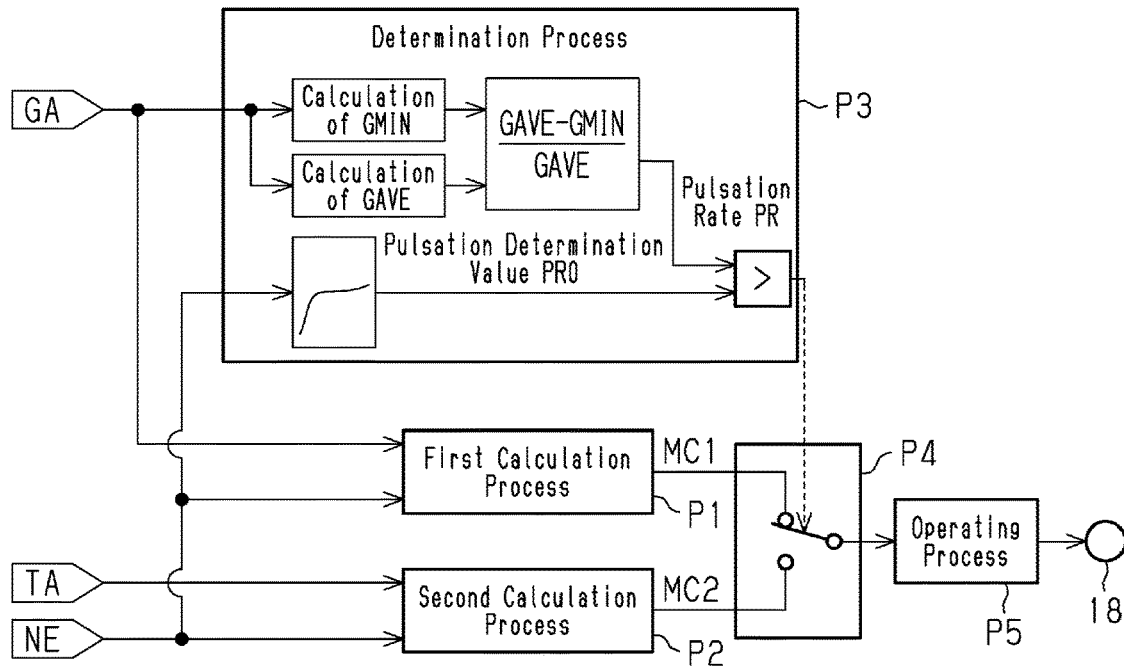 Determination Process
GA
Calculation
of GMIN
GAVE-GMIN
GAVE
P3
Calculation
of GAVE
Pulsation
Rate PR
Pulsation Determination
Value PR0
>
First Calculation
Process
MC1
P1
P4
Operating
Process
P5
18
TA
NE
Second Calculation
Process
MC2
P2